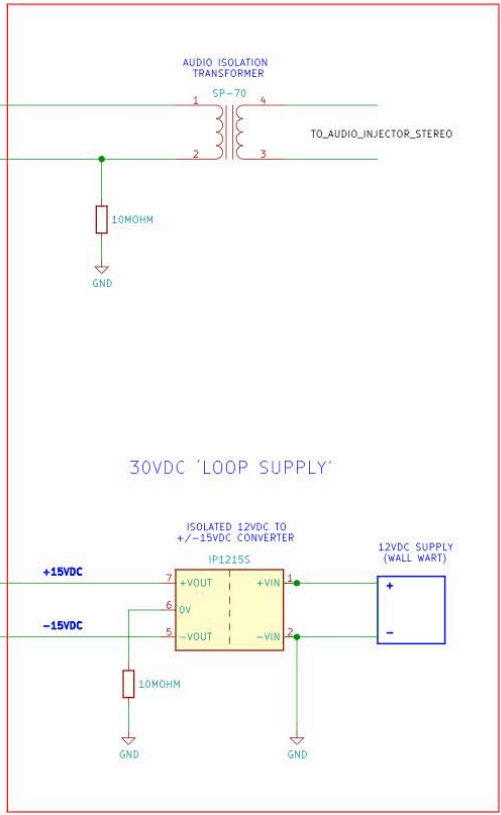 AUDIO ISOLATION
TRANSFORMER
SP-70
1
4
TO_AUDIO_INJECTOR_STEREO
2
3
10MOHM
GND
30VDC 'LOOP SUPPLY'
ISOLATED 12VDC TO
+/-15VDC CONVERTER
12VDC SUPPLY
(WALL WART)
IP1215S
+15VDC
7
+VOUT
+VIN
1
+
6
0V
-15VDC
5
-VOUT
-VIN
2
-
10MOHM
GND
GND